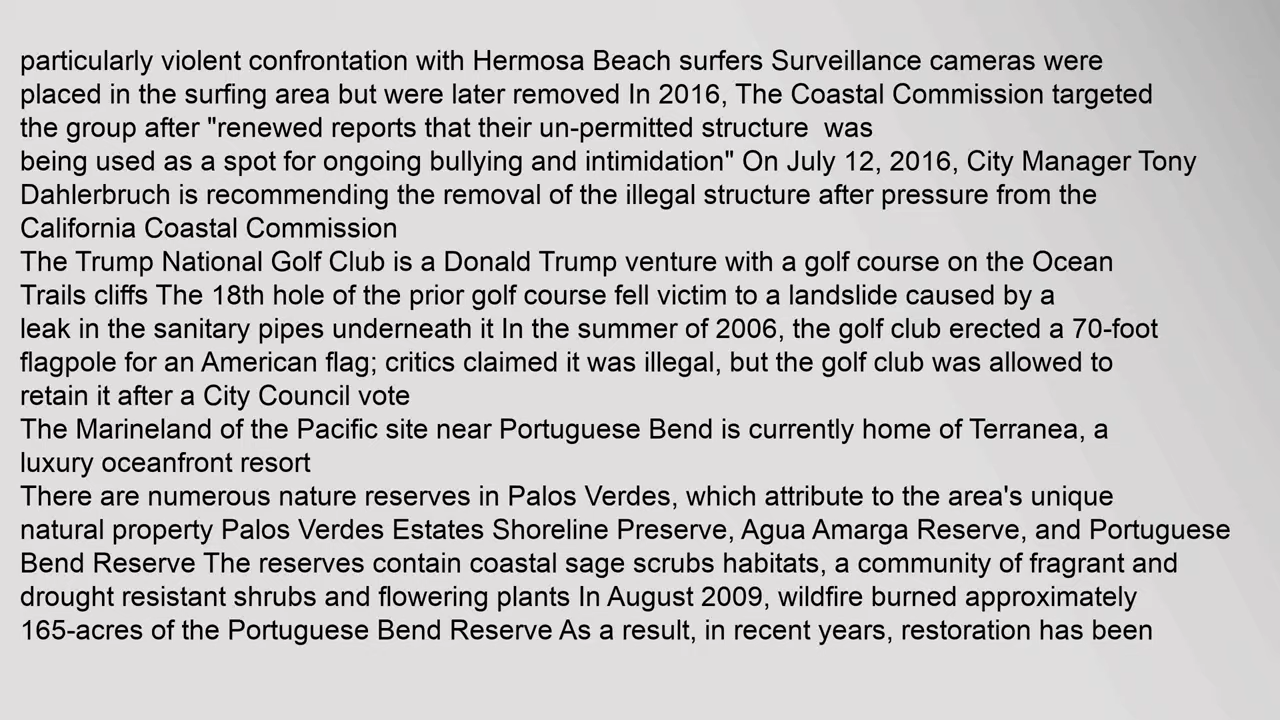 particularly violent confrontation with Hermosa Beach surfers Surveillance cameras were
placed in the surfing area but were later removed In 2016, The Coastal Commission targeted
the group after "renewed reports that their un-permitted structure  was
being used as a spot for ongoing bullying and intimidation" On July 12, 2016, City Manager Tony
Dahlerbruch is recommending the removal of the illegal structure after pressure from the
California Coastal Commission
The Trump National Golf Club is a Donald Trump venture with a golf course on the Ocean
Trails cliffs The 18th hole of the prior golf course fell victim to a landslide caused by a
leak in the sanitary pipes underneath it In the summer of 2006, the golf club erected a 70-foot
flagpole for an American flag; critics claimed it was illegal, but the golf club was allowed to
retain it after a City Council vote
The Marineland of the Pacific site near Portuguese Bend is currently home of Terranea, a
luxury oceanfront resort
There are numerous nature reserves in Palos Verdes, which attribute to the area's unique
natural property Palos Verdes Estates Shoreline Preserve, Agua Amarga Reserve, and Portuguese
Bend Reserve The reserves contain coastal sage scrubs habitats, a community of fragrant and
drought resistant shrubs and flowering plants In August 2009, wildfire burned approximately
165-acres of the Portuguese Bend Reserve As a result, in recent years, restoration has been